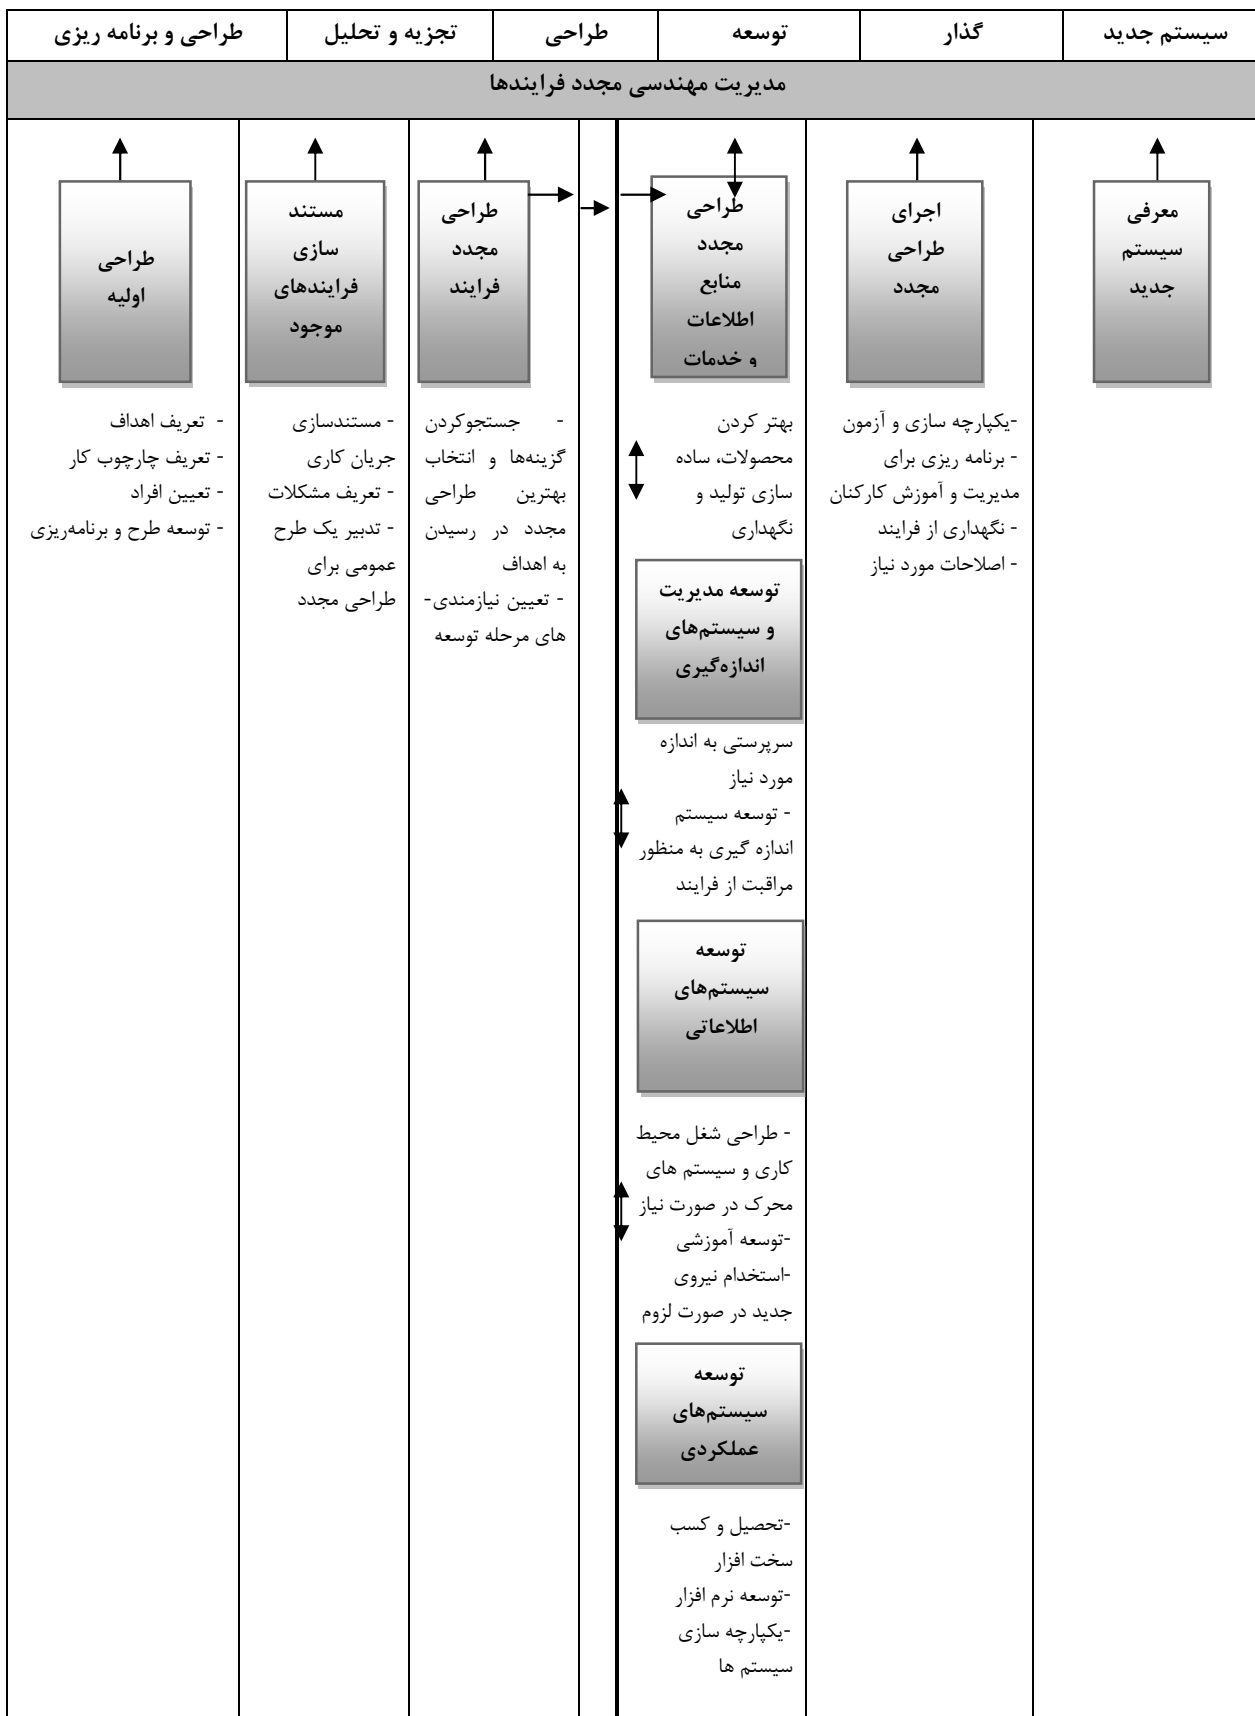 طراحی و برنامه ریزی
تجزیه و تحلیل
طراحی
توسعه
گذار
سیستم جدید
مدیریت مهندسی مجدد فرایندها
طراحی
اولیه
- تعریف اهداف
- تعریف چارچوب کار
- تعیین افراد
- توسعه طرح و برنامه‌ریزی
مستند
سازی
فرایندهای
موجود
- مستندسازی
جریان کاری
- تعریف مشکلات
- تدبیر یک طرح
عمومی برای
طراحی مجدد
طراحی
مجدد
فرایند
- جستجوکردن
گزینه‌ها و انتخاب
بهترین طراحی
مجدد در رسیدن
به اهداف
- تعیین نیازمندی-
های مرحله توسعه
طراحی
مجدد
منابع
اطلاعات
و خدمات
بهتر کردن
محصولات، ساده
سازی تولید و
نگهداری
توسعه مدیریت
و سیستم‌های
اندازه‌گیری
سرپرستی به اندازه
مورد نیاز
- توسعه سیستم
اندازه گیری به منظور
مراقبت از فرایند
توسعه
سیستم‌های
اطلاعاتی
- طراحی شغل محیط
کاری و سیستم های
محرک در صورت نیاز
-توسعه آموزشی
-استخدام نیروی
جدید در صورت لزوم
توسعه
سیستم‌های
عملکردی
-تحصیل و کسب
سخت افزار
-توسعه نرم افزار
-یکپارچه سازی
سیستم ها
اجرای
طراحی
مجدد
-یکپارچه سازی و آزمون
- برنامه ریزی برای
مدیریت و آموزش کارکنان
- نگهداری از فرایند
- اصلاحات مورد نیاز
معرفی
سیستم
جدید